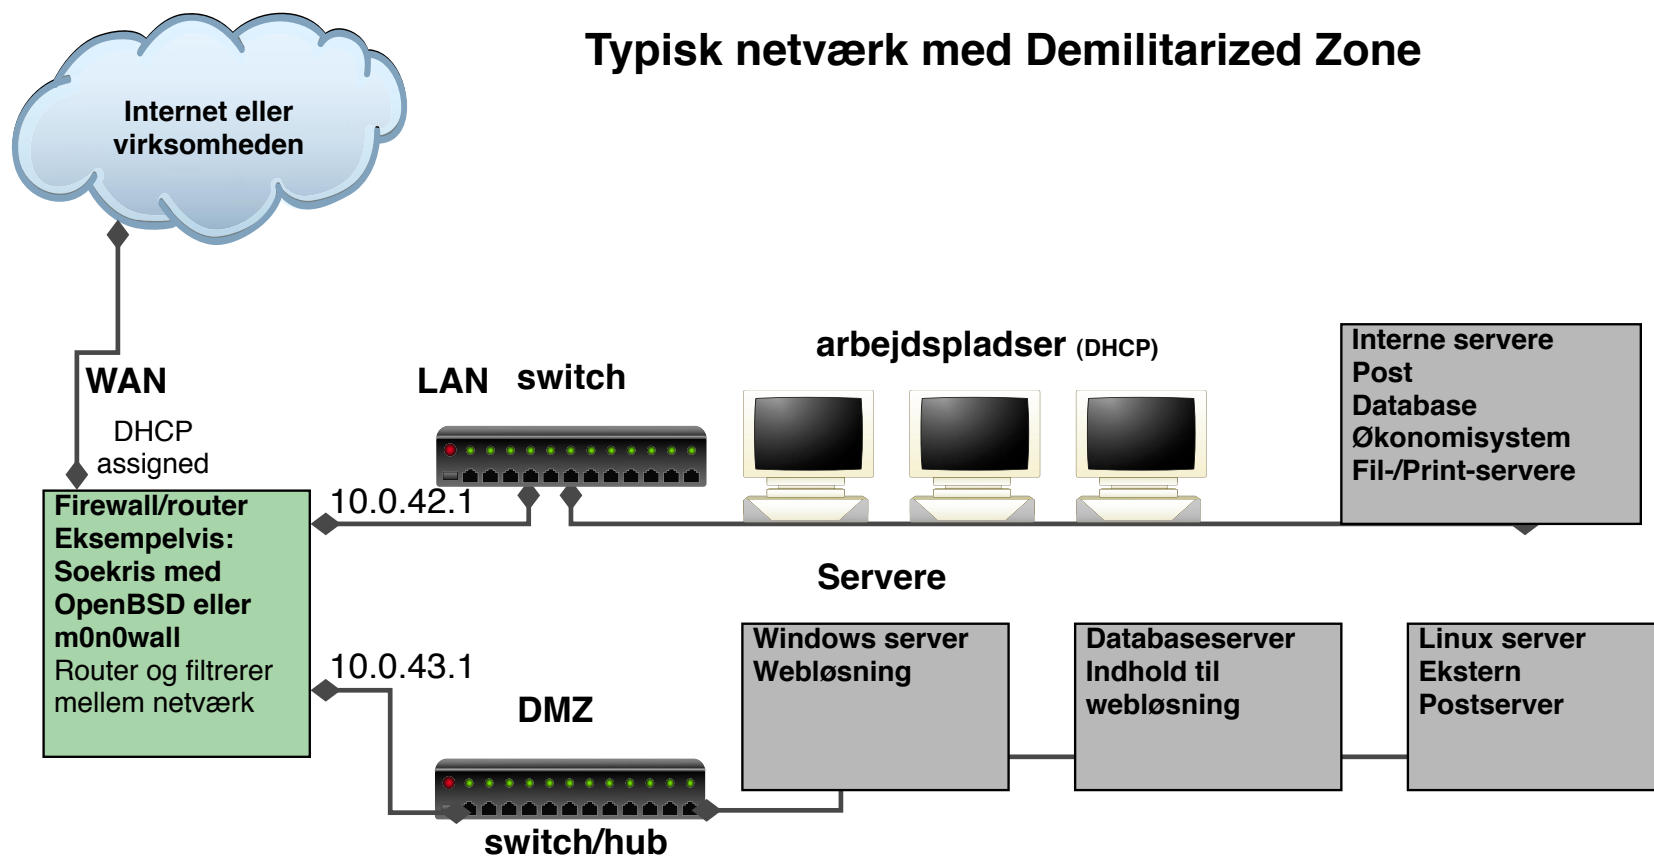 Typisk netværk med Demilitarized Zone
Internet eller
virksomheden
WAN
DHCP
assigned
LAN
switch
arbejdspladser (DHCP)
Interne servere
Post
Database
Økonomisystem
Fil-/Print-servere
Firewall/router
Eksempelvis:
Soekris med
OpenBSD eller
m0n0wall
Router og filtrerer
mellem netværk
10.0.42.1
10.0.43.1
DMZ
switch/hub
Servere
Windows server
Webløsning
Databaseserver
Indhold til
webløsning
Linux server
Ekstern
Postserver